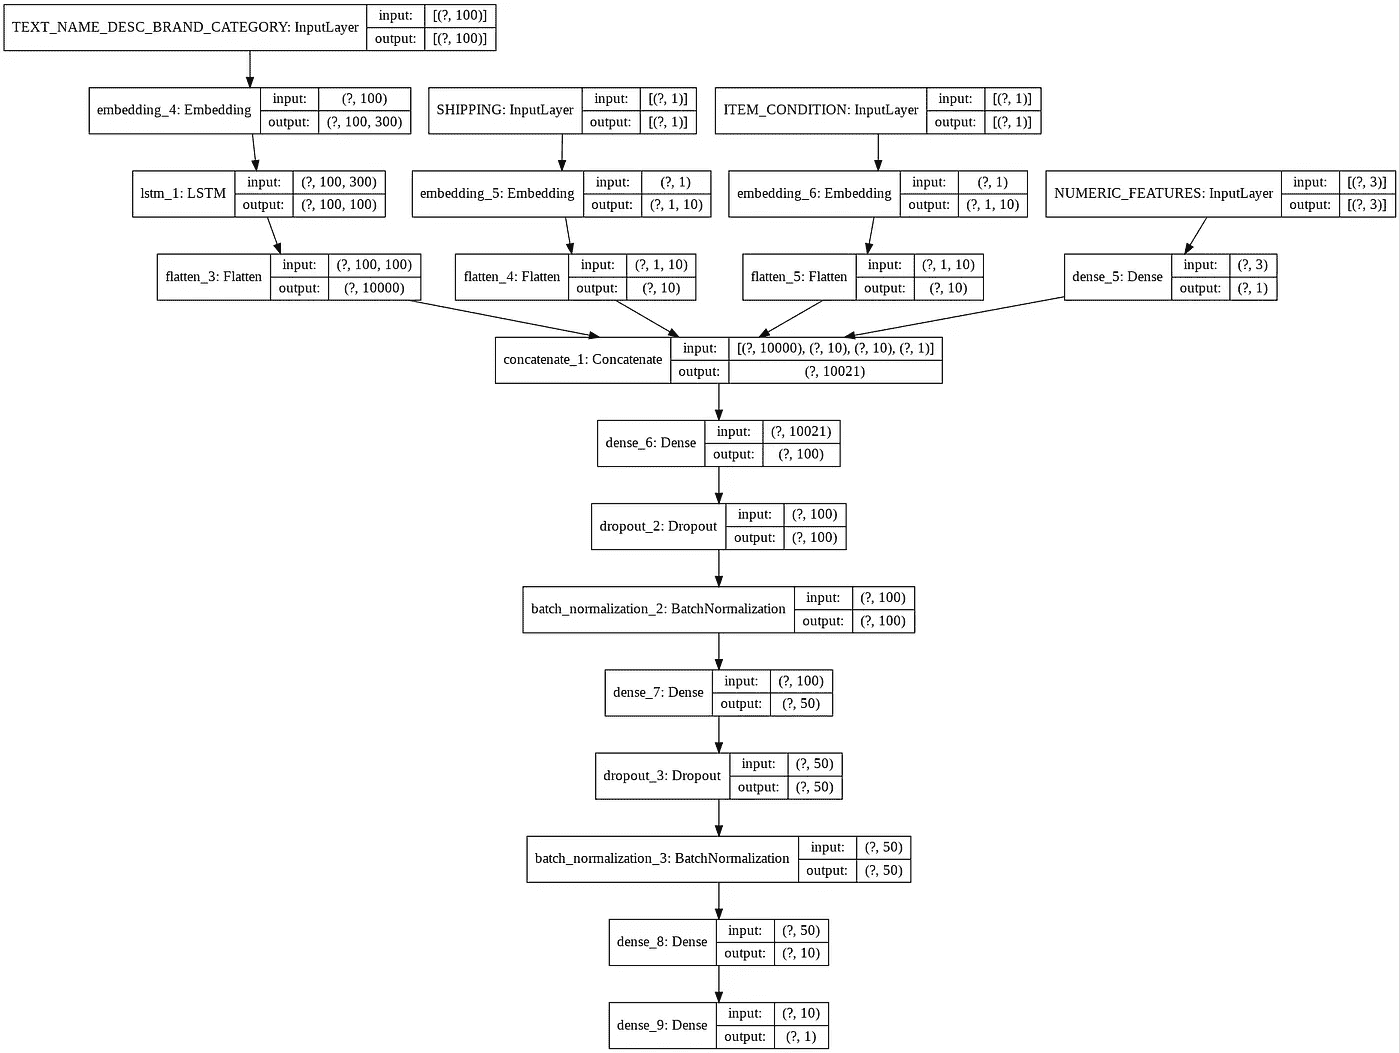 TEXT_NAME_DESC_BRAND_CATEGORY: InputLayer input: [(?, 100)]
output: [(?, 100)]
embedding_4: Embedding input: (?, 100)
output: (?, 100, 300)
SHIPPING: InputLayer input: [(?, 1)]
output: [(?, 1)]
ITEM_CONDITION: InputLayer input: [(?, 1)]
output: [(?, 1)]
lstm_1: LSTM input: (?, 100, 300)
output: (?, 100, 100)
embedding_5: Embedding input: (?, 1)
output: (?, 1, 10)
embedding_6: Embedding input: (?, 1)
output: (?, 1, 10)
NUMERIC_FEATURES: InputLayer input: [(?, 3)]
output: [(?, 3)]
flatten_3: Flatten input: (?, 100, 100)
output: (?, 10000)
flatten_4: Flatten input: (?, 1, 10)
output: (?, 10)
flatten_5: Flatten input: (?, 1, 10)
output: (?, 10)
dense_5: Dense input: (?, 3)
output: (?, 1)
concatenate_1: Concatenate input: [(?, 10000), (?, 10), (?, 10), (?, 1)]
output: (?, 10021)
dense_6: Dense input: (?, 10021)
output: (?, 100)
dropout_2: Dropout input: (?, 100)
output: (?, 100)
batch_normalization_2: BatchNormalization input: (?, 100)
output: (?, 100)
dense_7: Dense input: (?, 100)
output: (?, 50)
dropout_3: Dropout input: (?, 50)
output: (?, 50)
batch_normalization_3: BatchNormalization input: (?, 50)
output: (?, 50)
dense_8: Dense input: (?, 50)
output: (?, 10)
dense_9: Dense input: (?, 10)
output: (?, 1)